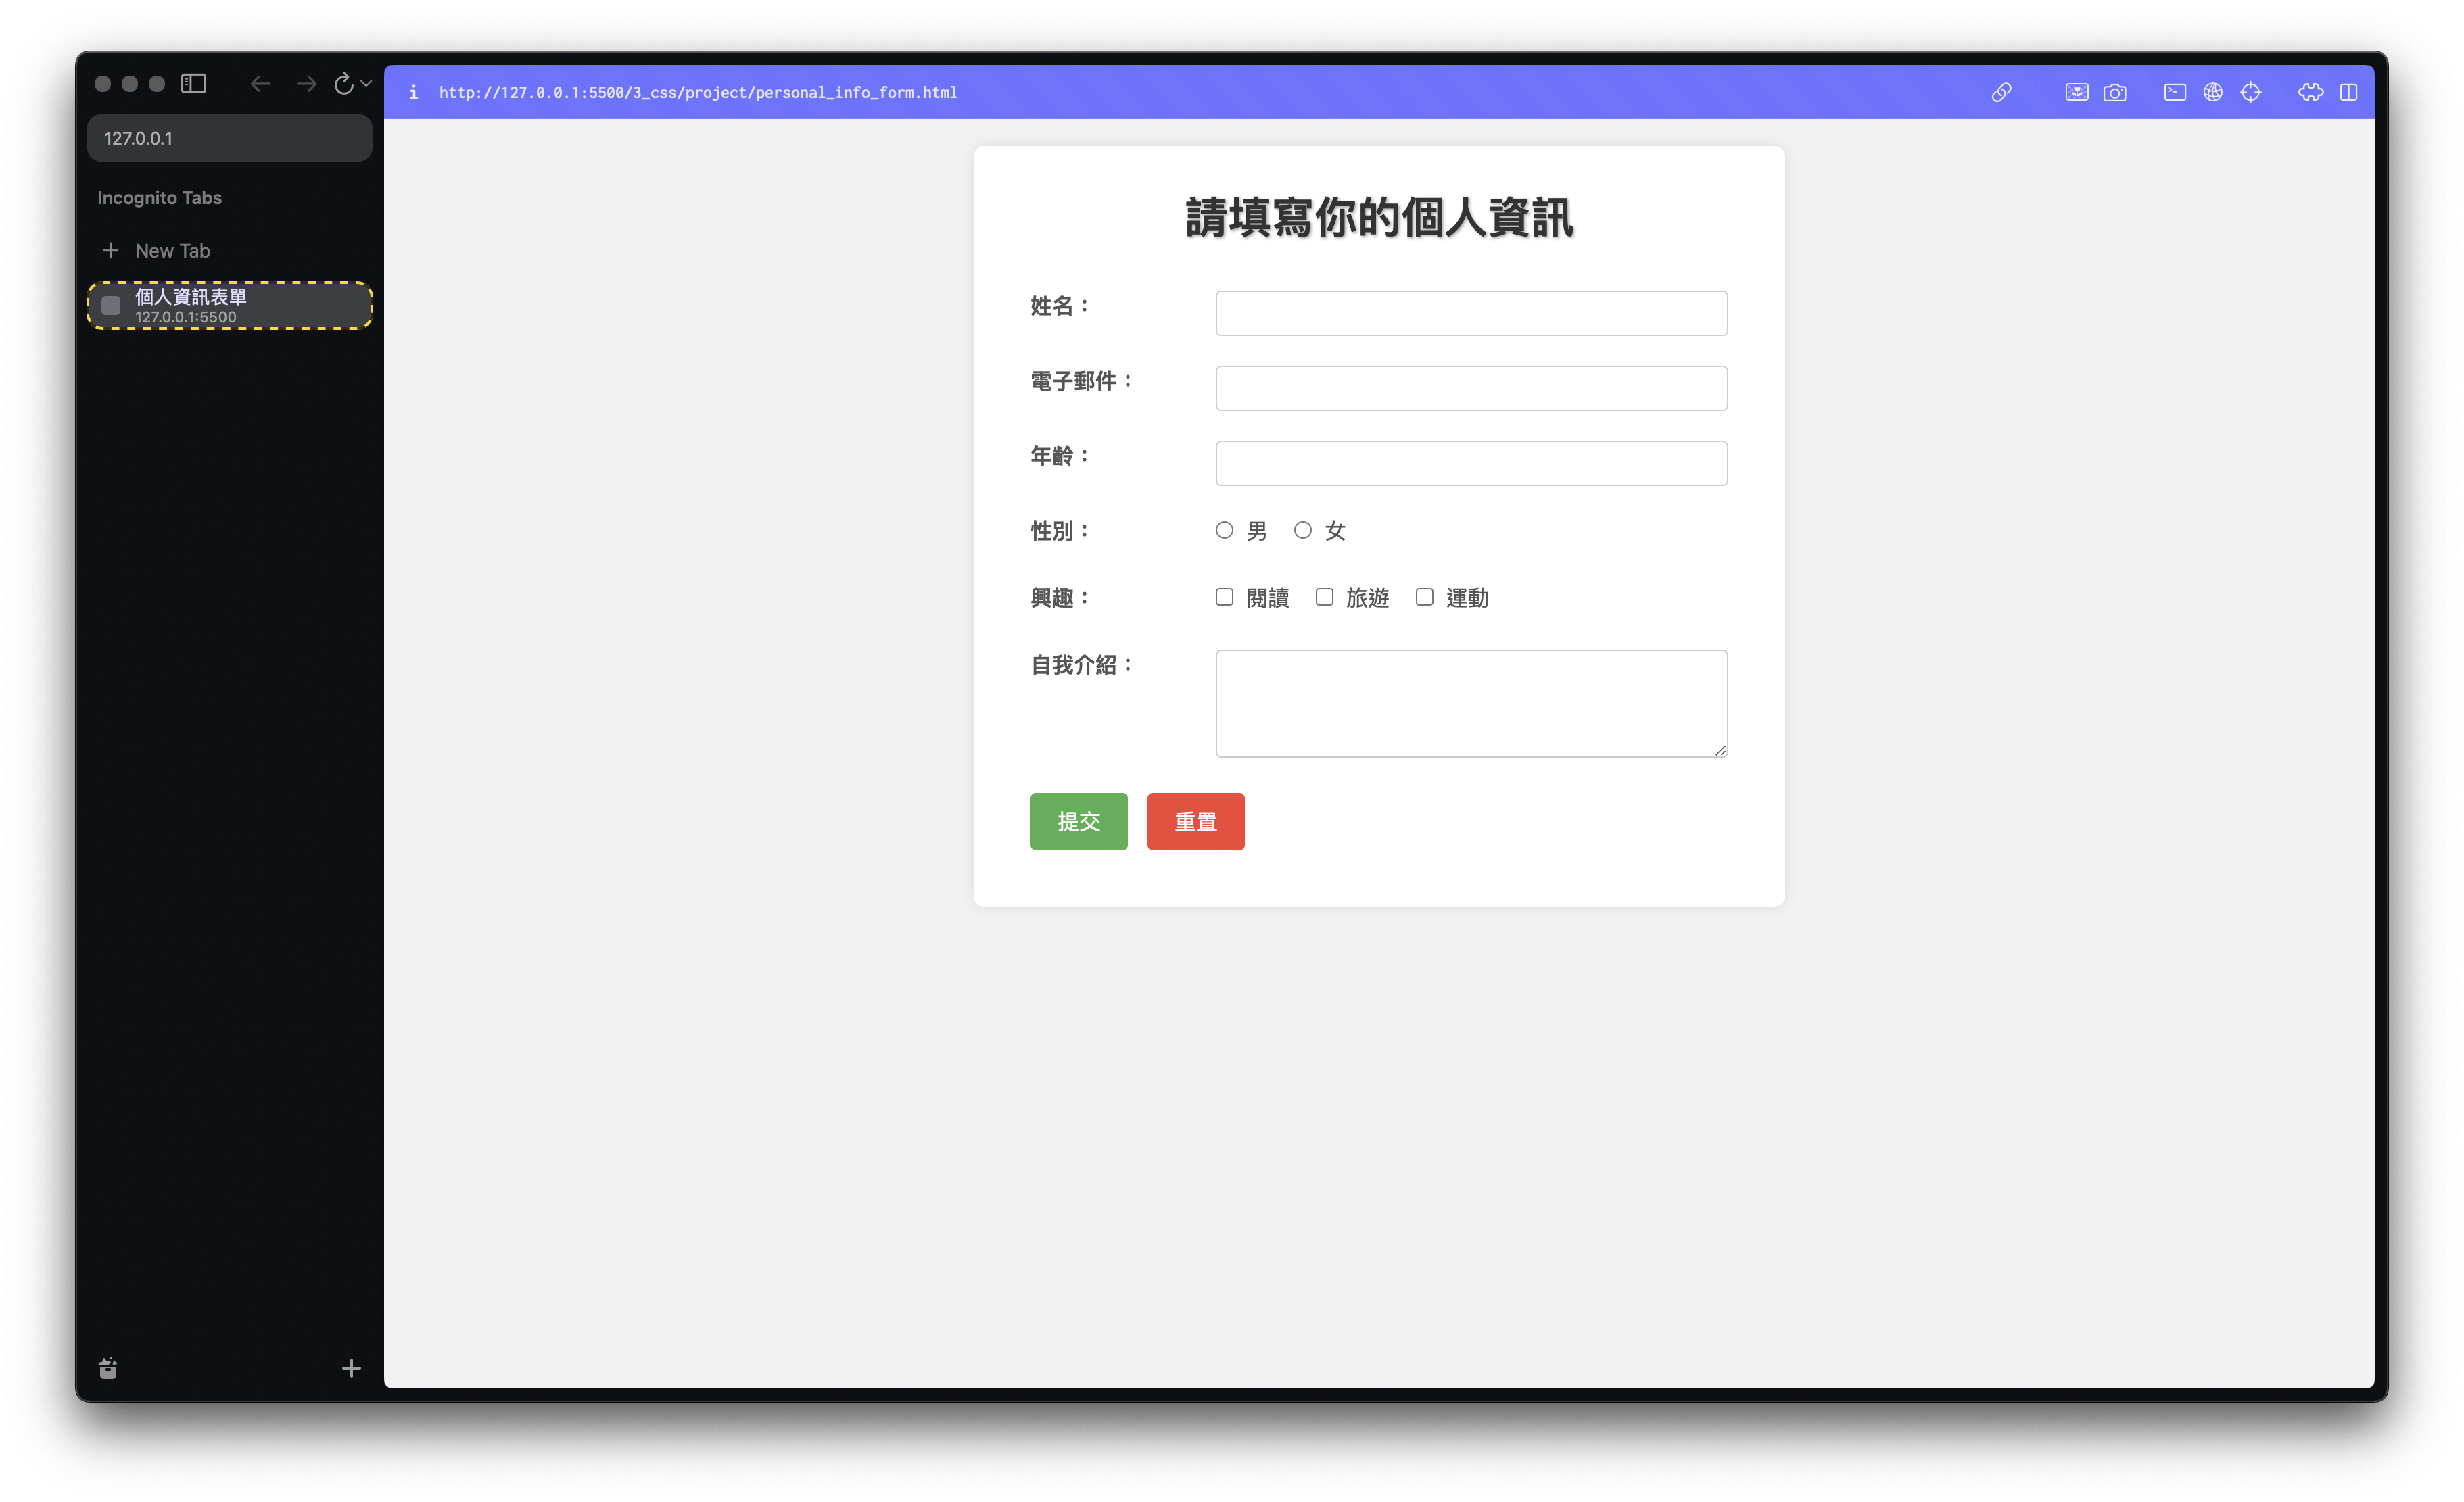 127.0.0.1
Incognito Tabs
New Tab
個人資訊表單
127.0.0.1:5500
http://127.0.0.1:5500/3_css/project/personal_info_form.html
請填寫你的個人資訊
姓名：
電子郵件：
年齡：
性別：
男 女
興趣：
閱讀 旅遊 運動
自我介紹：
提交 重置